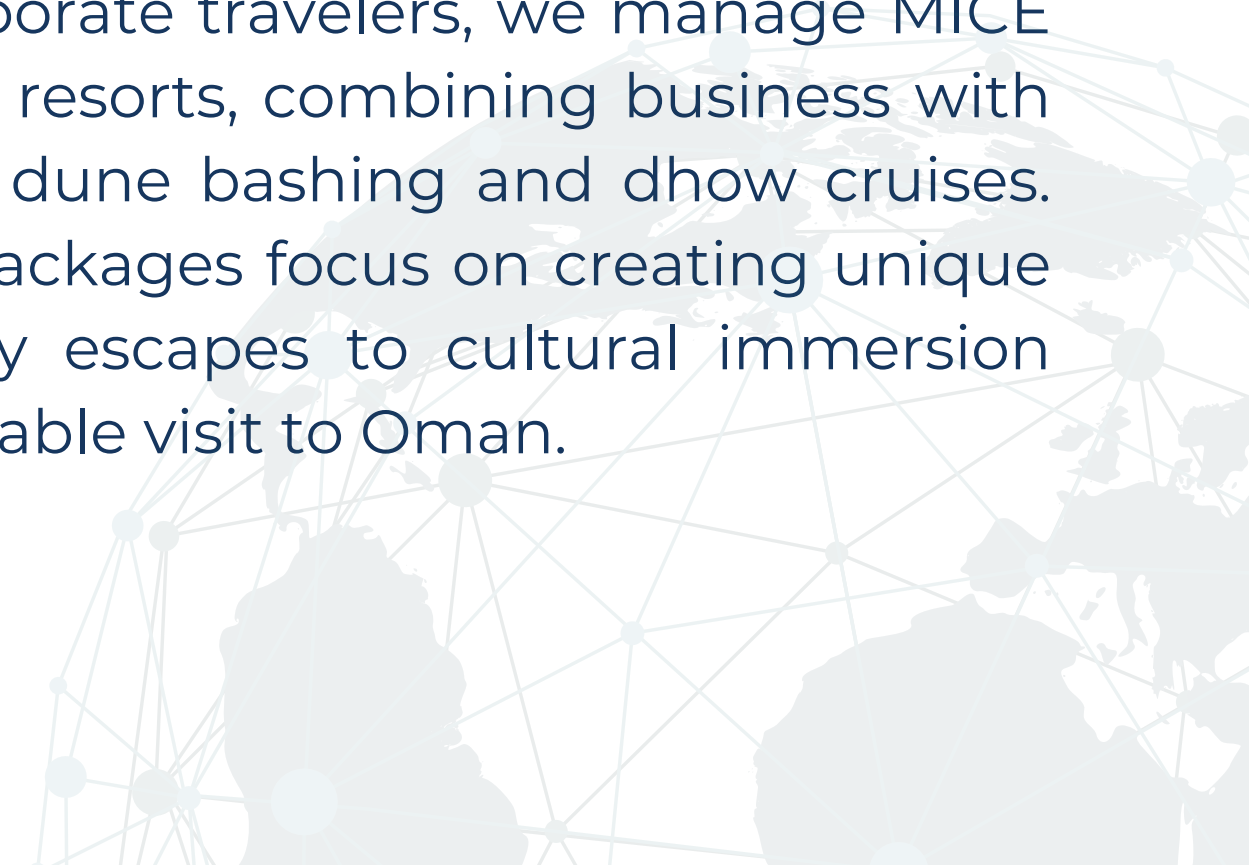 porate travelers, we manage MICE
resorts, combining business with
dune bashing and dhow cruises.
ackages focus on creating unique
y escapes to cultural immersion
able visit to Oman.